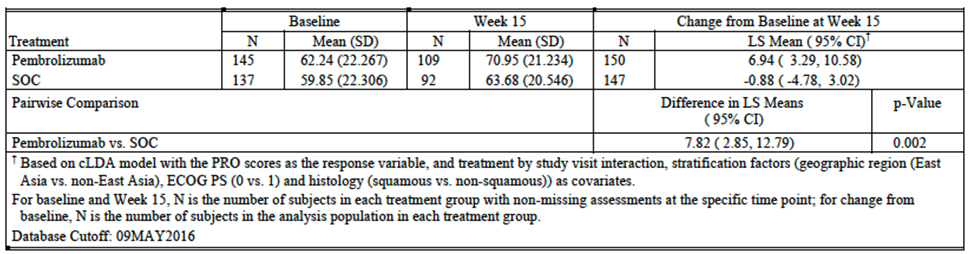 Baseline Week 15 Change from Baseline at Week 15
Treatment N Mean (SD) N Mean (SD) N LS Mean ( 95% CI)†
Pembrolizumab 145 62.24 (22.267) 109 70.95 (21.234) 150 6.94 ( 3.29, 10.58)
SOC 137 59.85 (22.306) 92 63.68 (20.546) 147 -0.88 ( -4.78, 3.02)
Pairwise Comparison Difference in LS Means p-Value
( 95% CI)
Pembrolizumab vs. SOC 7.82 ( 2.85, 12.79) 0.002
† Based on cLDA model with the PRO scores as the response variable, and treatment by study visit interaction, stratification factors (geographic region (East
Asia vs. non-East Asia), ECOG PS (0 vs. 1) and histology (squamous vs. non-squamous)) as covariates.
For baseline and Week 15, N is the number of subjects in each treatment group with non-missing assessments at the specific time point; for change from
baseline, N is the number of subjects in the analysis population in each treatment group.
Database Cutoff: 09MAY2016